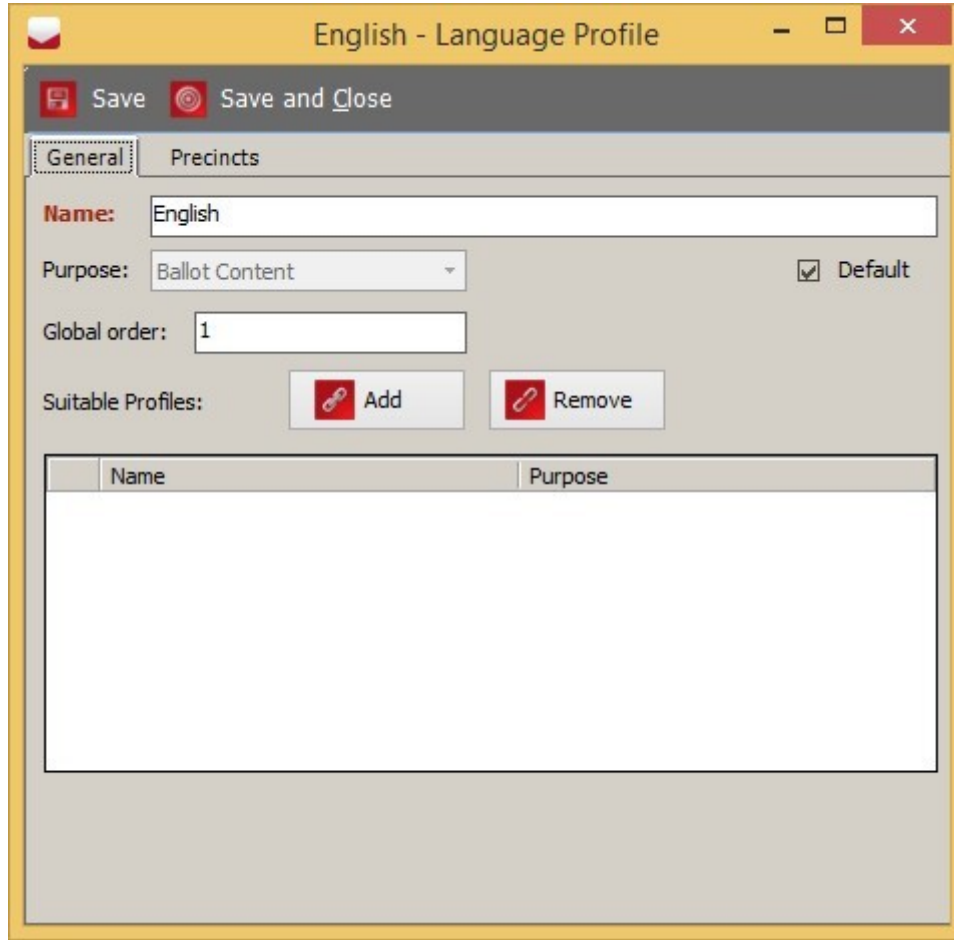 English - Language Profile
Save Save and Close
General Precincts
Name: English
Purpose: Ballot Content Default
Global order: 1
Suitable Profiles: Add Remove
Name Purpose